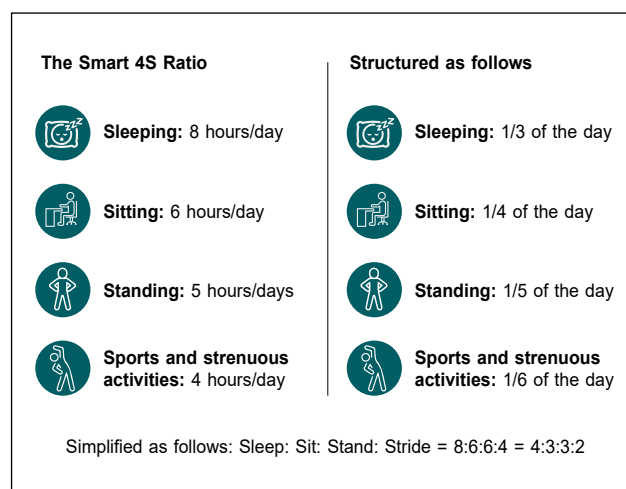 The Smart 4S Ratio
zzz
Sleeping: 8 hours/day
Sitting: 6 hours/day
Standing: 5 hours/days
Sports and strenuous
activities: 4 hours/day
Structured as follows
zzz
Sleeping: 1/3 of the day
Sitting: 1/4 of the day
Standing: 1/5 of the day
Sports and strenuous
activities: 1/6 of the day
Simplified as follows: Sleep: Sit: Stand: Stride = 8:6:6:4 = 4:3:3:2